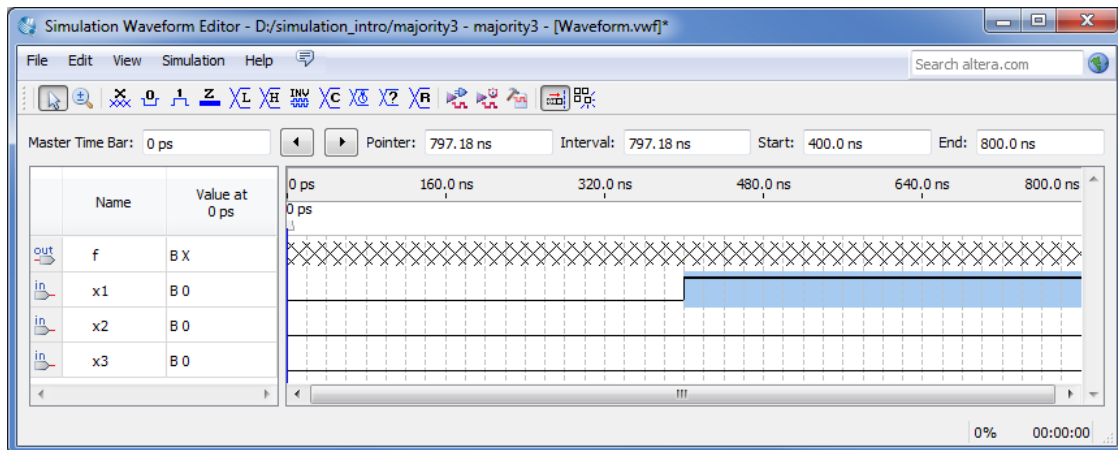 Simulation Waveform Editor - D:/simulation_intro/majority3 - majority3 - [Waveform.vwf]*
File Edit View Simulation Help Search altera.com
X 0 1 Z L H INV C ? R
Master Time Bar: 0 ps Pointer: 797.18 ns Interval: 797.18 ns Start: 400.0 ns End: 800.0 ns
Name Value at 0 ps 0 ps 160.0 ns 320.0 ns 480.0 ns 640.0 ns 800.0 ns
0 ps
out f B X
in x1 B 0
in x2 B 0
in x3 B 0
0% 00:00:00